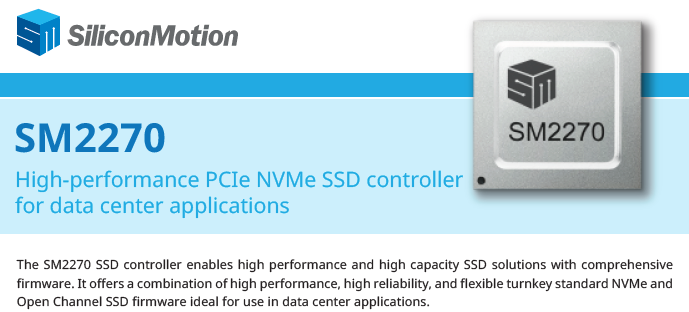 SiliconMotion
SM
SM2270
SM2270
High-performance PCIe NVMe SSD controller
for data center applications
The SM2270 SSD controller enables high performance and high capacity SSD solutions with comprehensive
firmware. It offers a combination of high performance, high reliability, and flexible turnkey standard NVMe and
Open Channel SSD firmware ideal for use in data center applications.